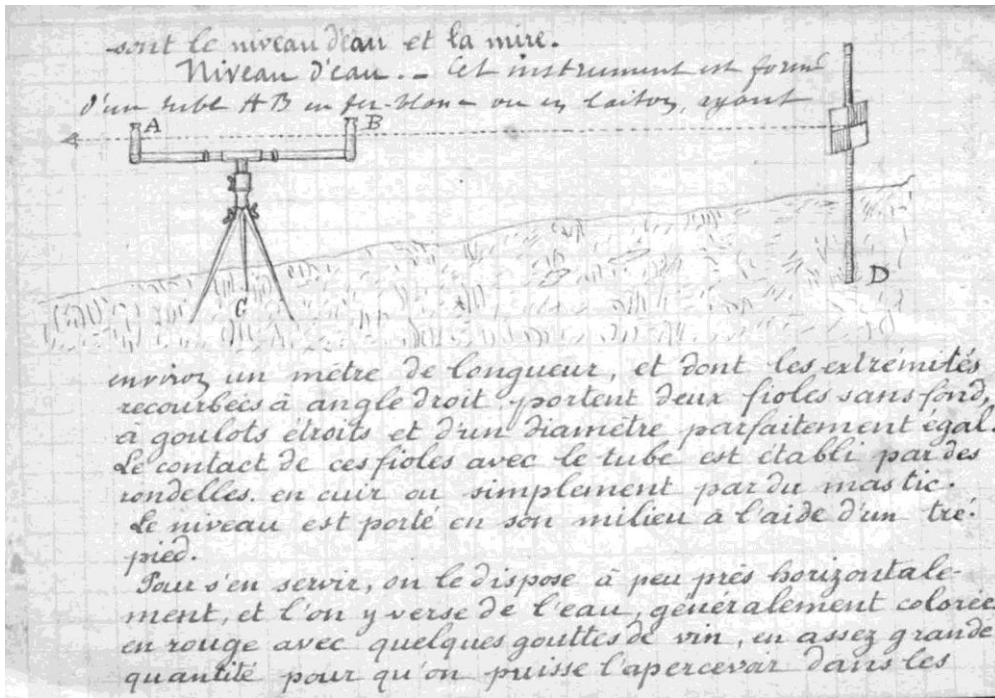 sont le niveau d'eau et la mire.
Niveau d'eau. — Cet instrument est formé
d'un tube AB en fer-blanc ou en laiton, ayant
A
B
C
D
environ un mètre de longueur, et dont les extrémités
recourbées à angle droit, portent deux fioles sans fond,
à goulots étroits et d'un diamètre parfaitement égal.
Le contact de ces fioles avec le tube est établi par des
rondelles en cuir ou simplement par du mastic.
Le niveau est porté en son milieu à l'aide d'un tré-
pied.
Pour s'en servir, on le dispose à peu près horizontale-
ment, et l'on y verse de l'eau, généralement colorée
en rouge avec quelques gouttes de vin, en assez grande
quantité pour qu'on puisse l'apercevoir dans les